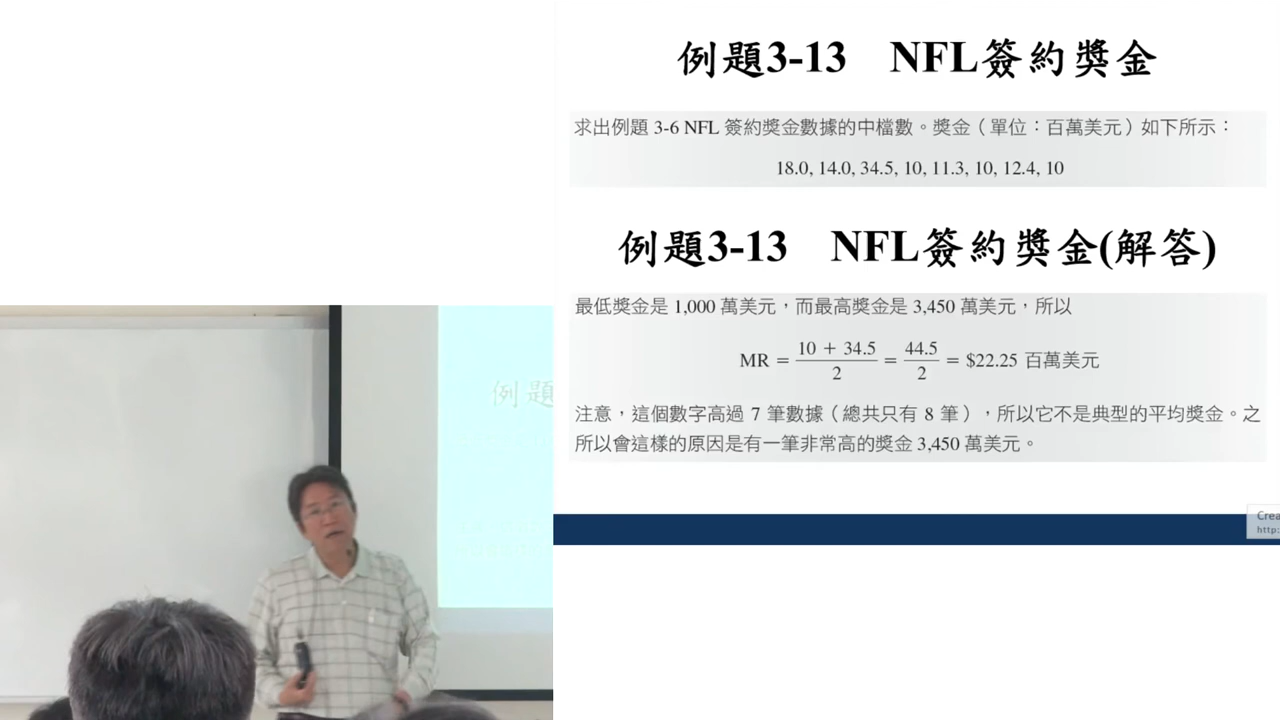 例題3-13 NFL簽約獎金
求出例題 3-6 NFL 簽約獎金數據的中檔數。獎金（單位：百萬美元）如下所示：
18.0, 14.0, 34.5, 10, 11.3, 10, 12.4, 10
例題3-13 NFL簽約獎金(解答)
最低獎金是 1,000 萬美元，而最高獎金是 3,450 萬美元，所以
MR = (10 + 34.5)/2 = 44.5/2 = $22.25 百萬美元
注意，這個數字高過 7 筆數據（總共只有 8 筆），所以它不是典型的平均獎金。之
所以會這樣的原因是有一筆非常高的獎金 3,450 萬美元。
例題
Crea
http: